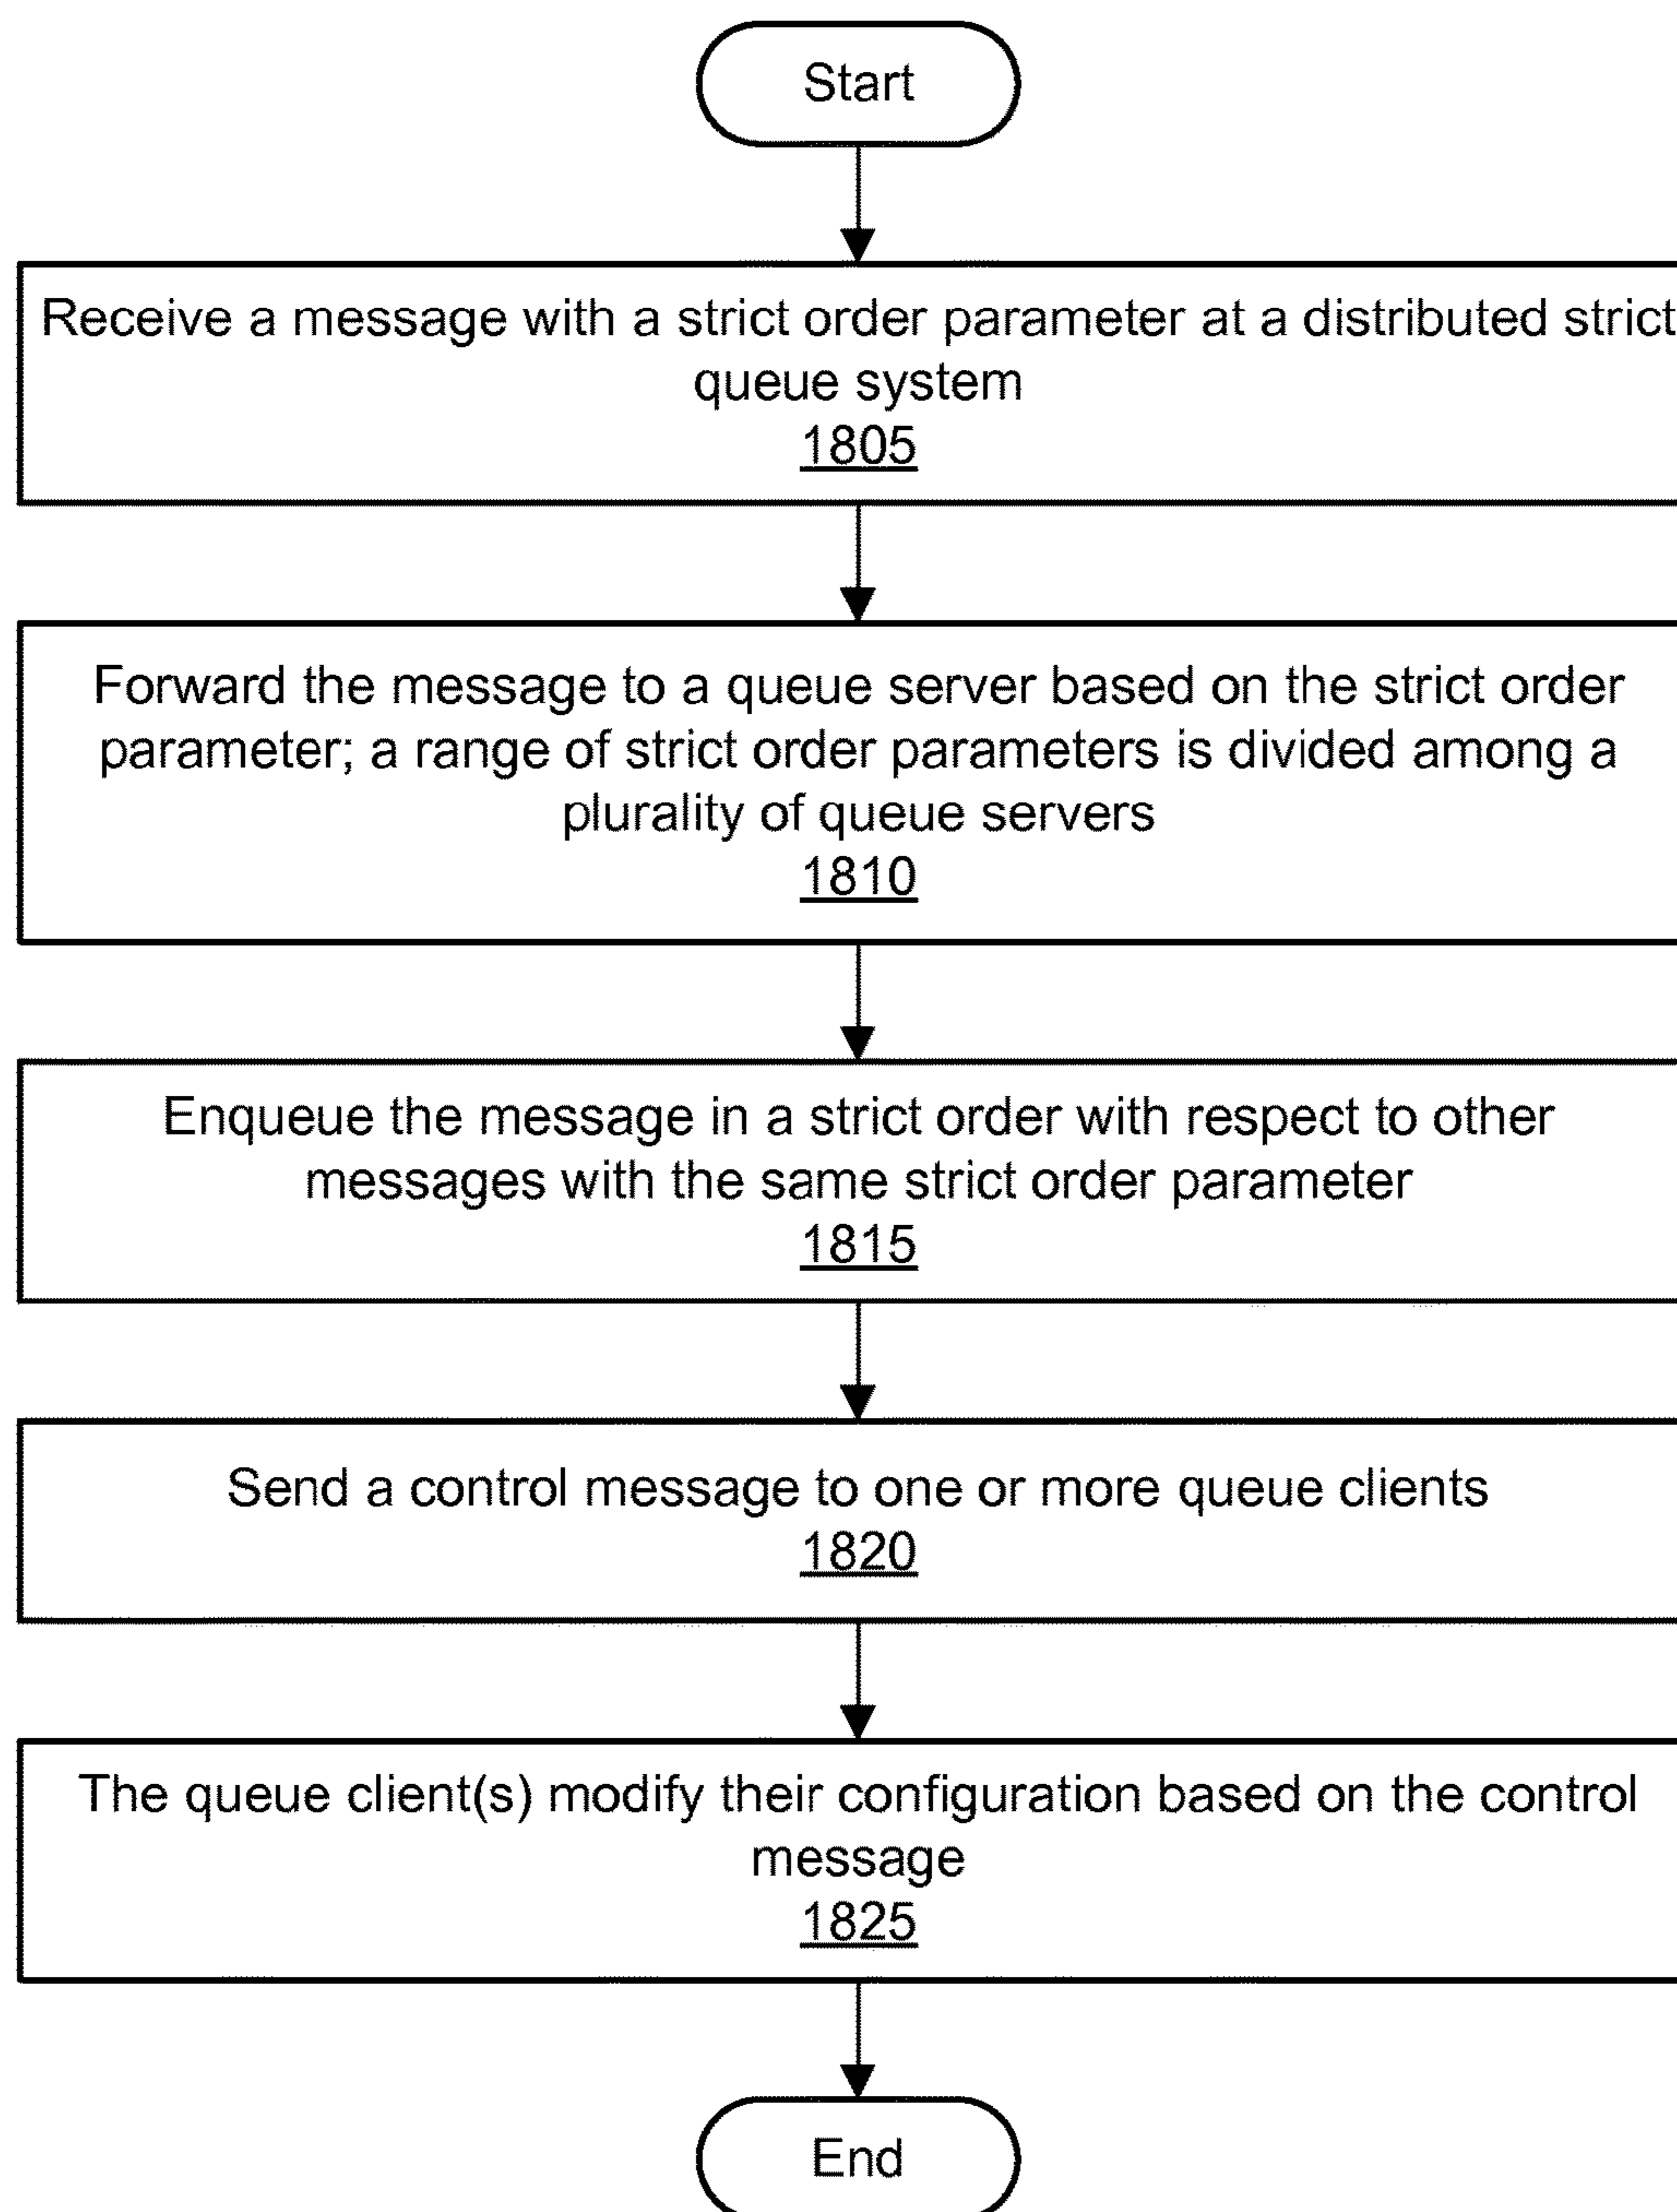 Start
Receive a message with a strict order parameter at a distributed strict
queue system
1805
Forward the message to a queue server based on the strict order
parameter; a range of strict order parameters is divided among a
plurality of queue servers
1810
Enqueue the message in a strict order with respect to other
messages with the same strict order parameter
1815
Send a control message to one or more queue clients
1820
The queue client(s) modify their configuration based on the control
message
1825
End